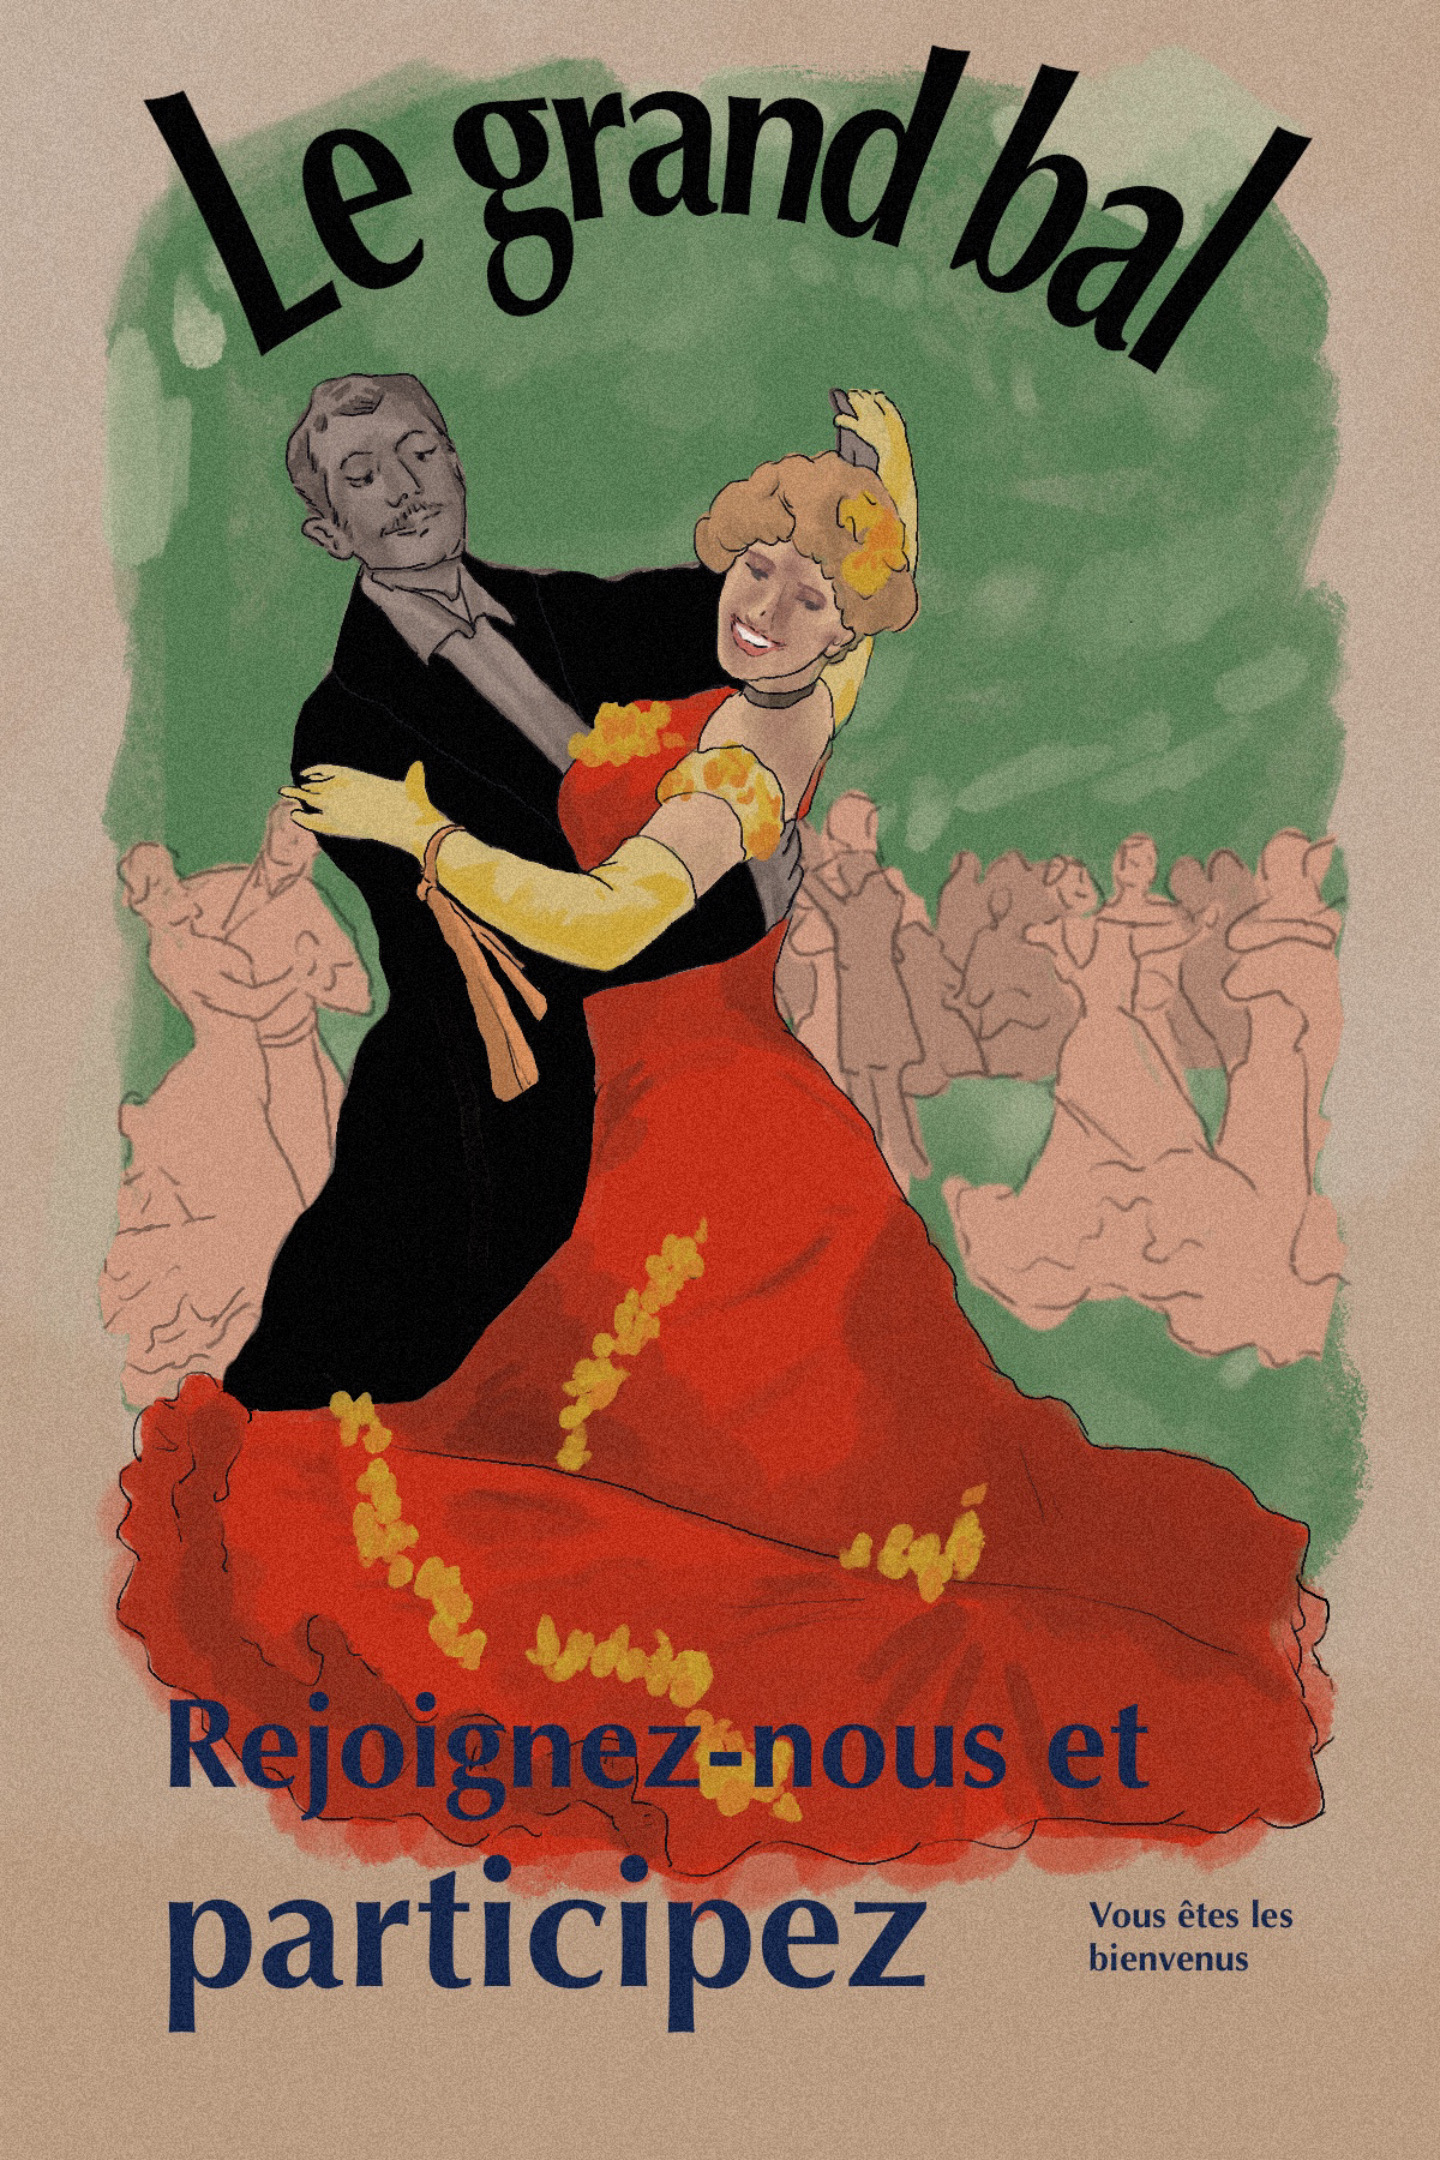 Le grand bal
Rejoignez-nous et
participez
Vous êtes les
bienvenus